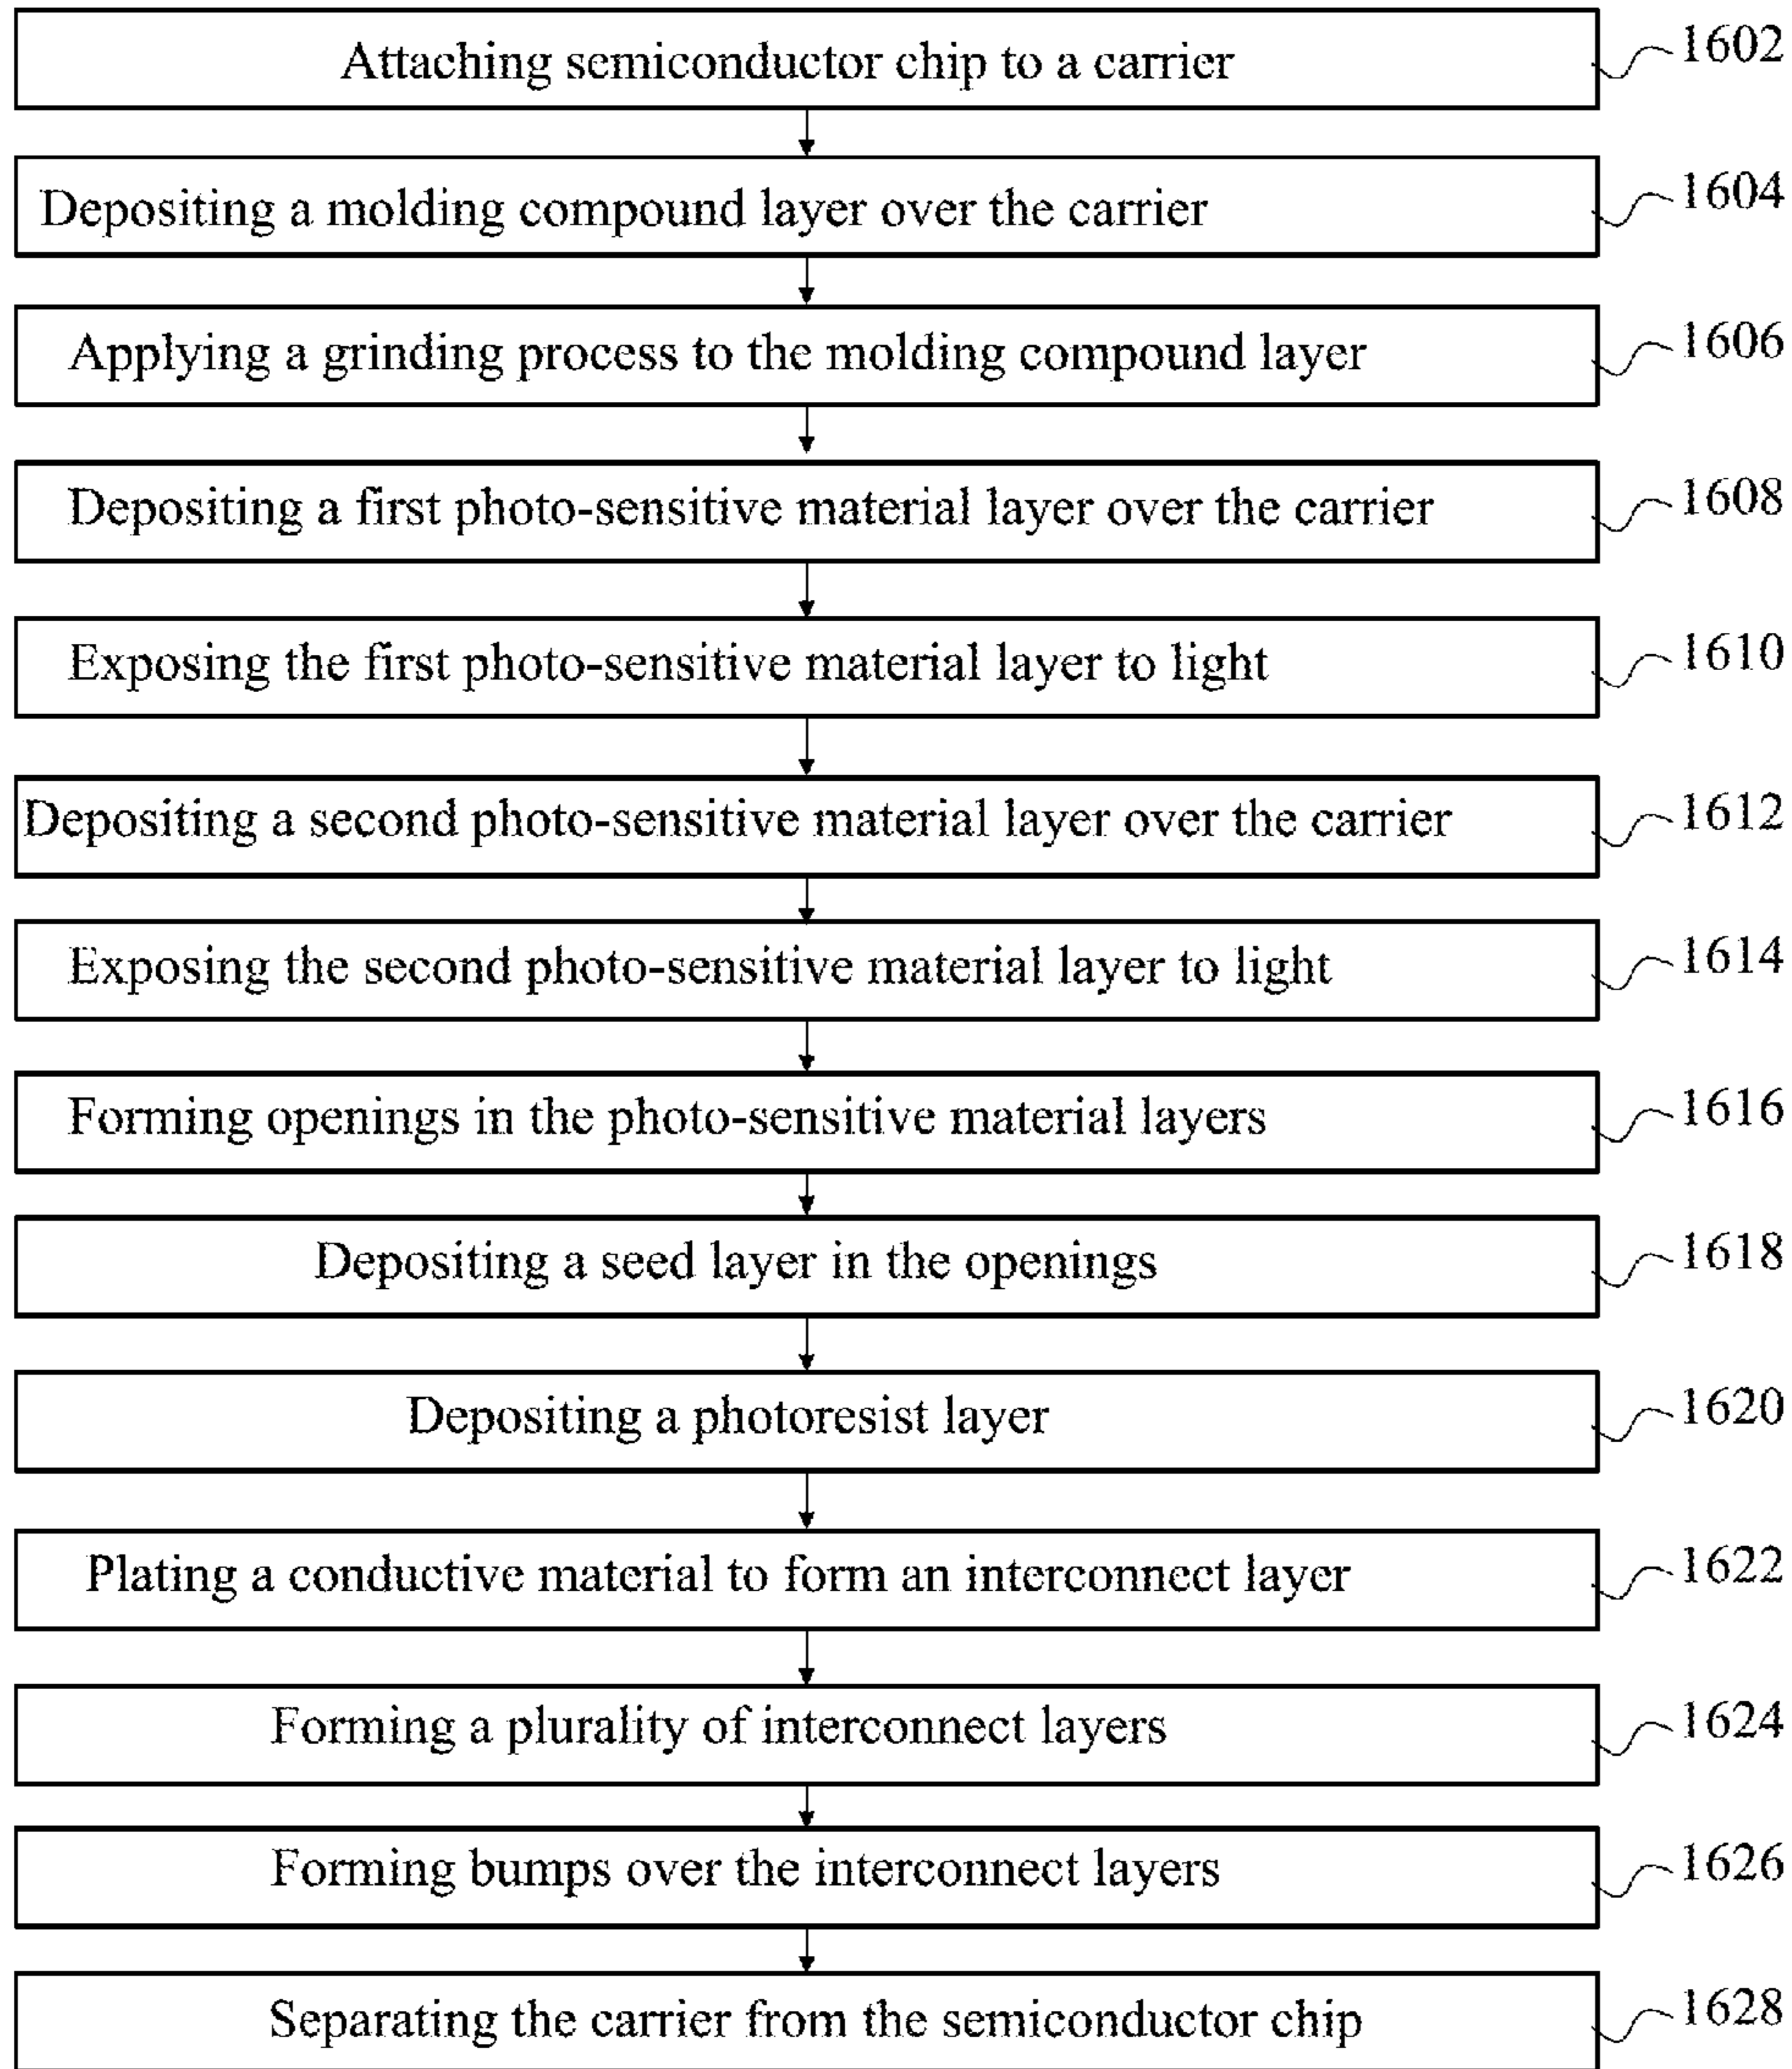 Attaching semiconductor chip to a carrier 1602
Depositing a molding compound layer over the carrier 1604
Applying a grinding process to the molding compound layer 1606
Depositing a first photo-sensitive material layer over the carrier 1608
Exposing the first photo-sensitive material layer to light 1610
Depositing a second photo-sensitive material layer over the carrier 1612
Exposing the second photo-sensitive material layer to light 1614
Forming openings in the photo-sensitive material layers 1616
Depositing a seed layer in the openings 1618
Depositing a photoresist layer 1620
Plating a conductive material to form an interconnect layer 1622
Forming a plurality of interconnect layers 1624
Forming bumps over the interconnect layers 1626
Separating the carrier from the semiconductor chip 1628